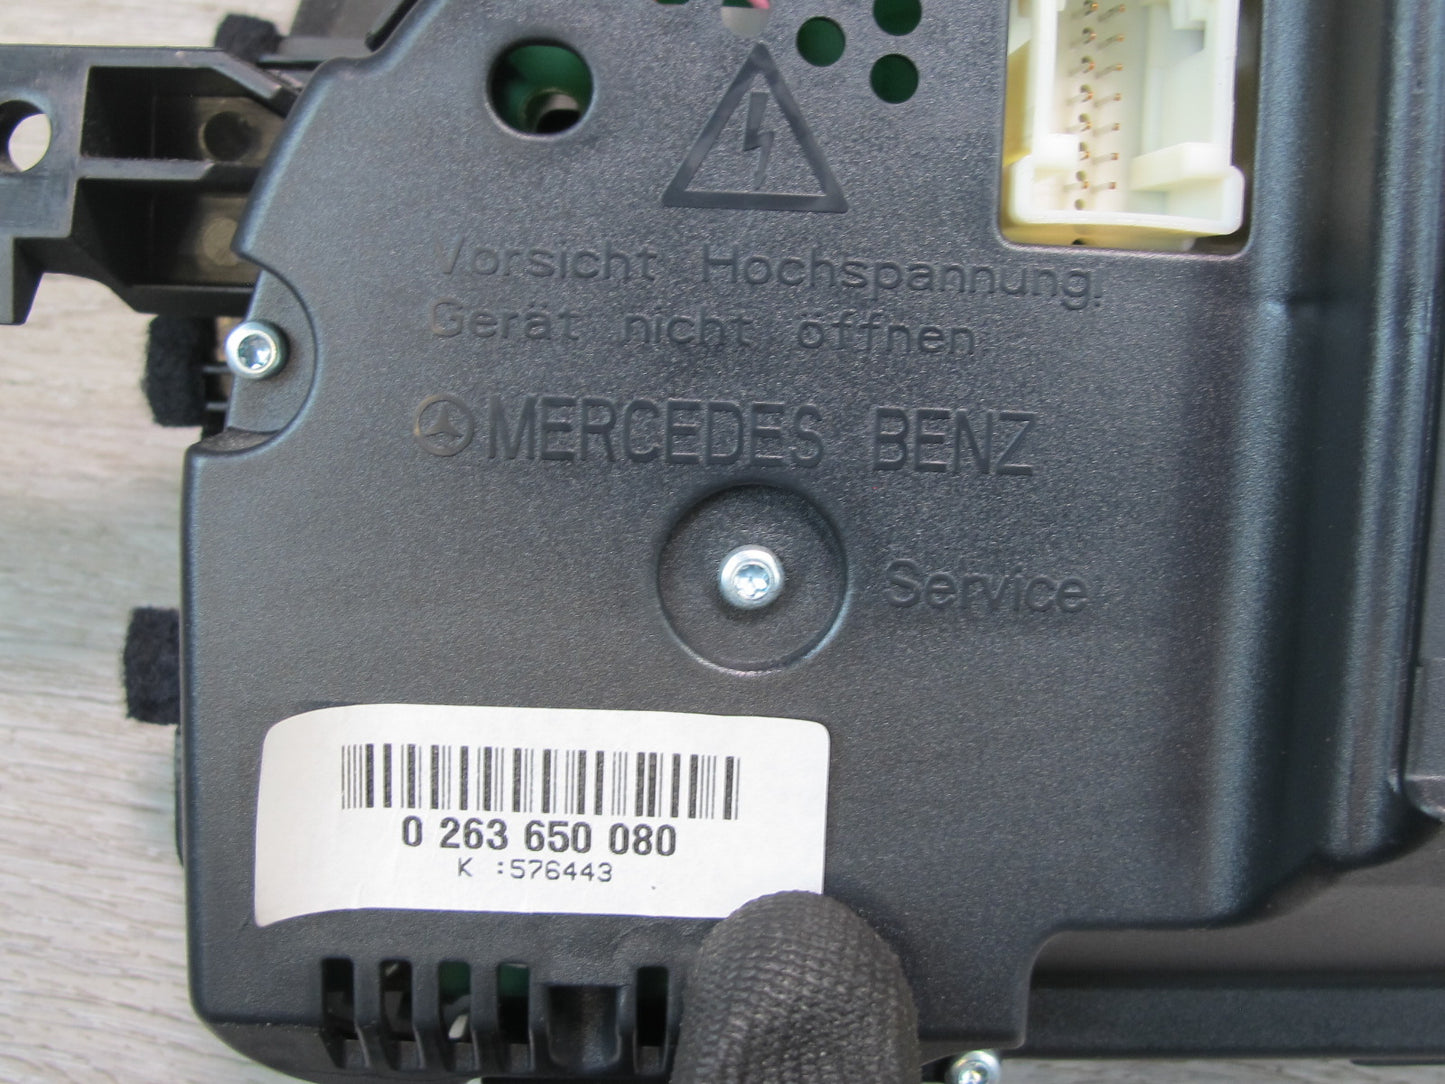 Vorsicht Hochspannung!
Gerät nicht öffnen
MERCEDES BENZ
Service
0 263 650 080
K :576443